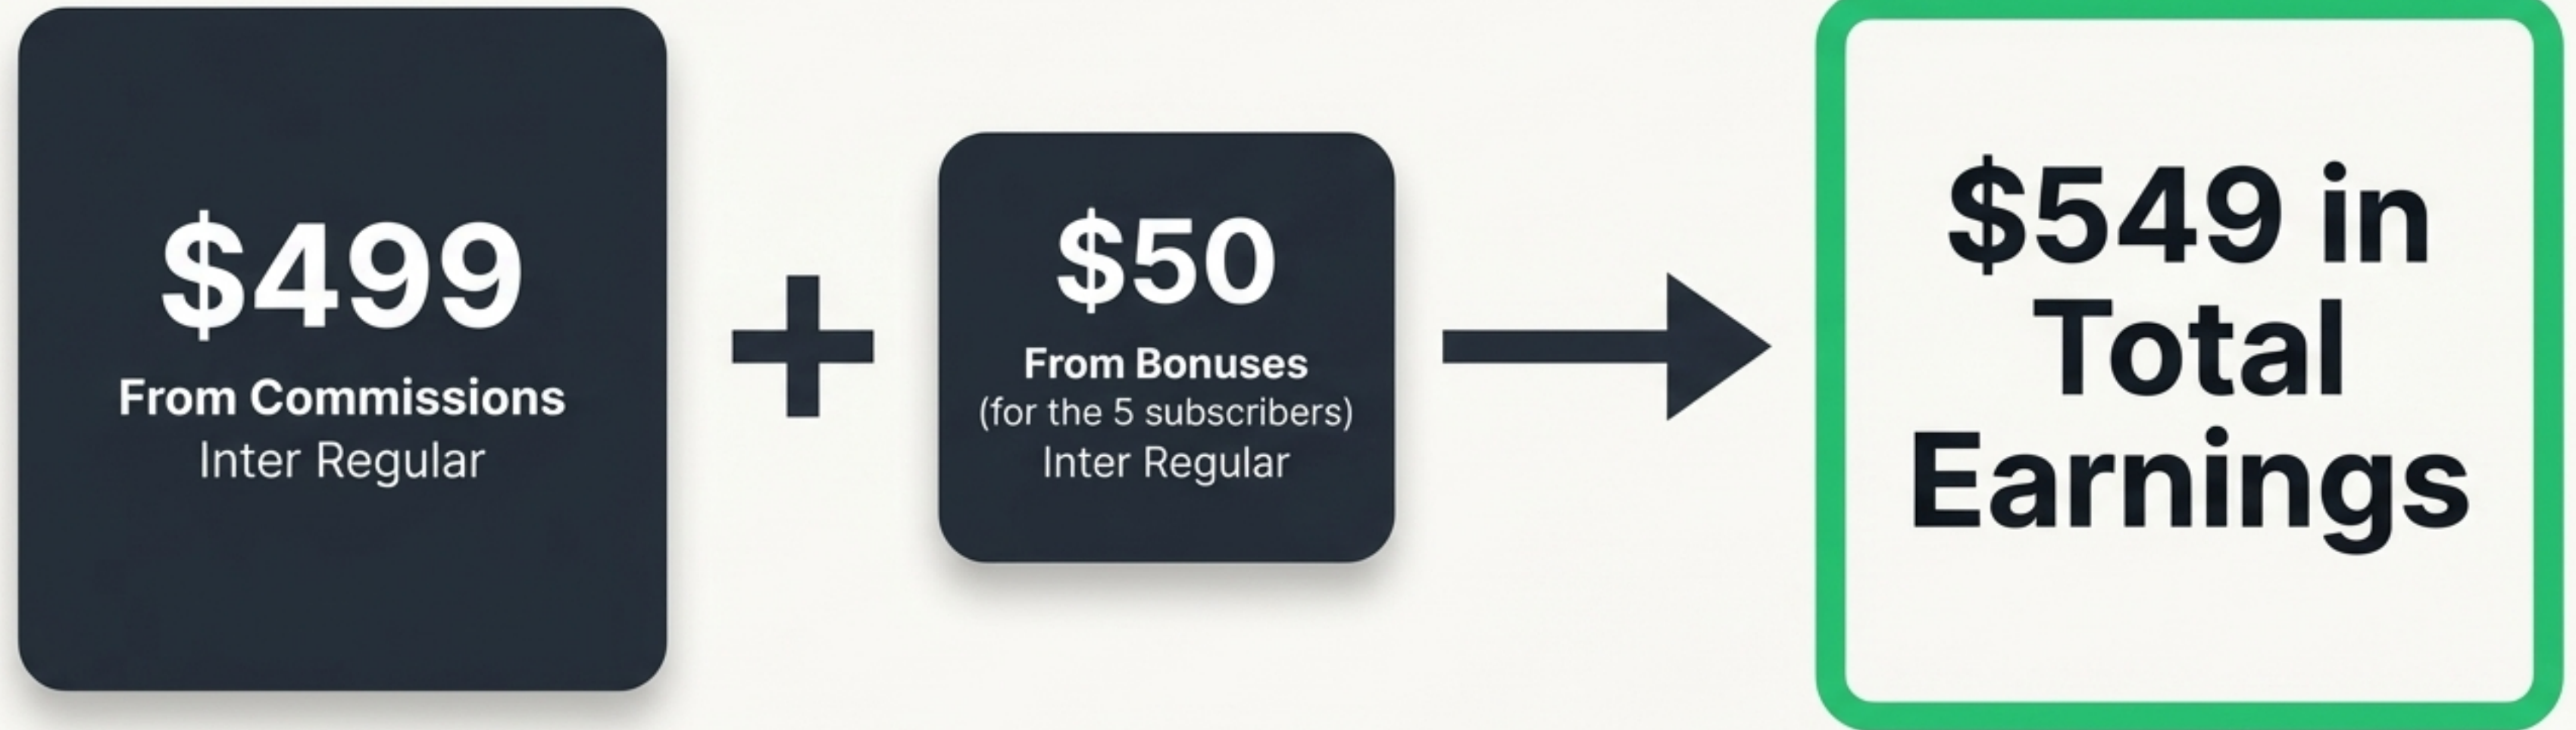 $499
From Commissions
Inter Regular
+
$50
From Bonuses
(for the 5 subscribers)
Inter Regular
$549 in
Total
Earnings